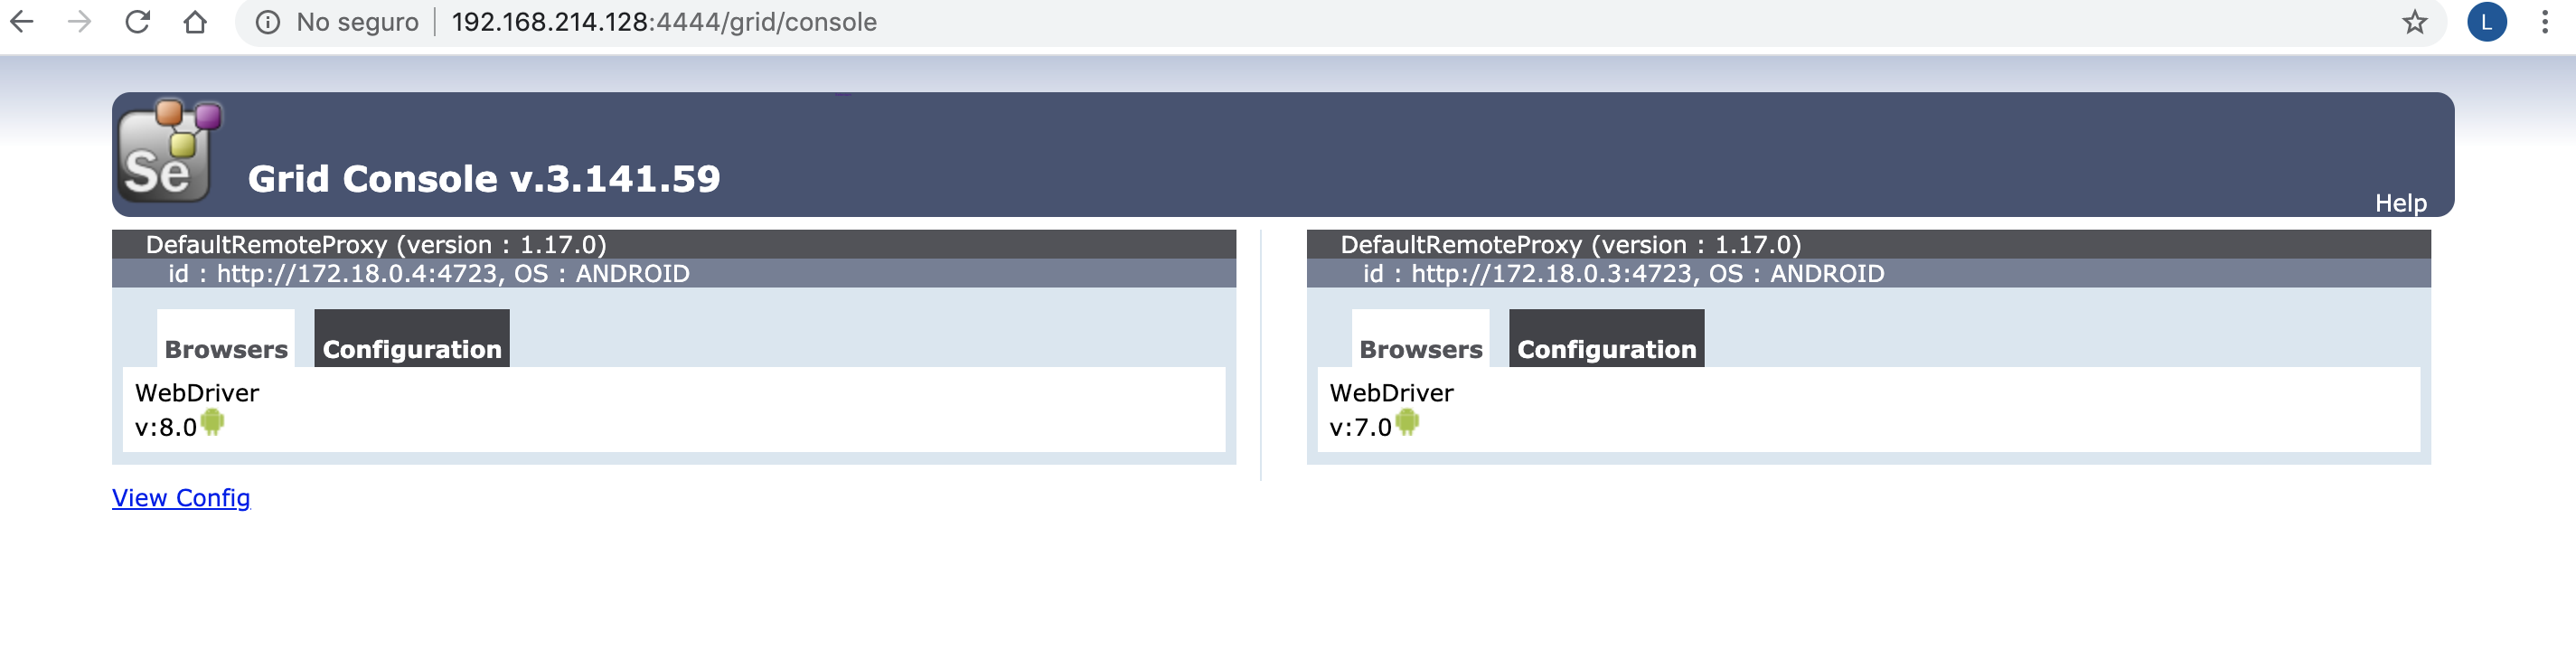 No seguro | 192.168.214.128:4444/grid/console
L
Se
Grid Console v.3.141.59
Help
DefaultRemoteProxy (version : 1.17.0)
id : http://172.18.0.4:4723, OS : ANDROID
Browsers Configuration
WebDriver
v:8.0
DefaultRemoteProxy (version : 1.17.0)
id : http://172.18.0.3:4723, OS : ANDROID
Browsers Configuration
WebDriver
v:7.0
View Config